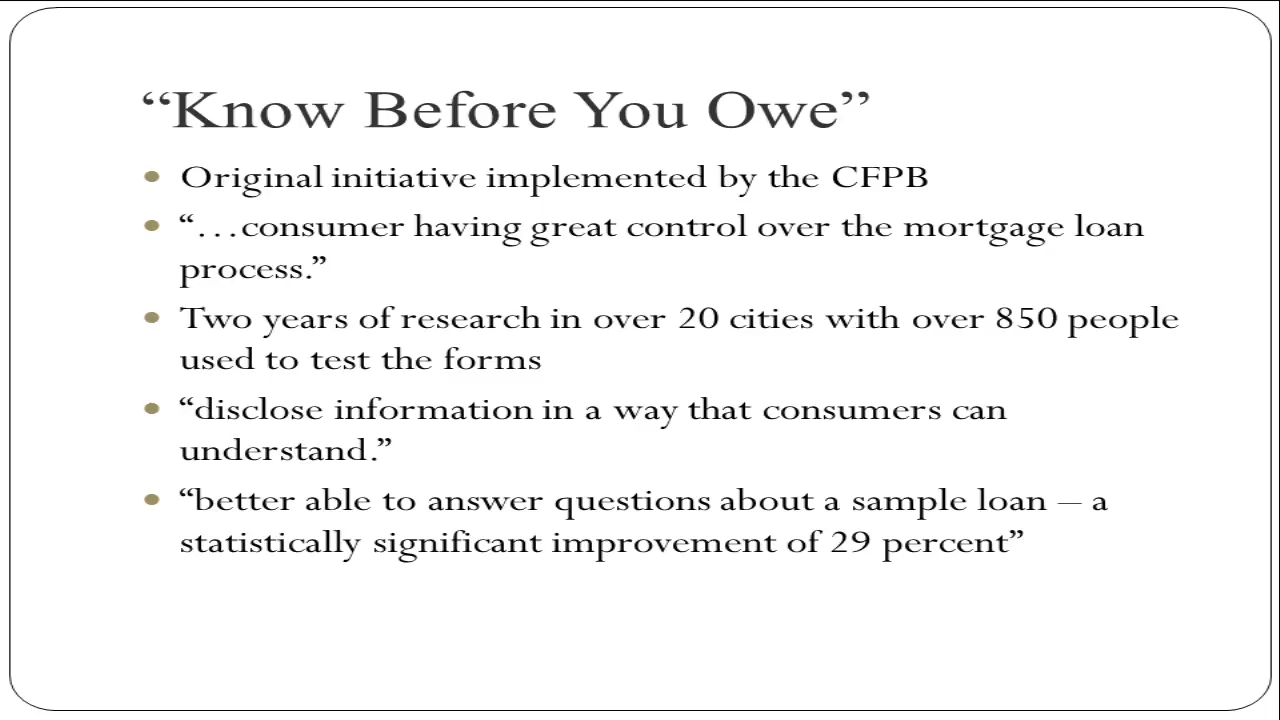 “Know Before You Owe”
• Original initiative implemented by the CFPB
• “…consumer having great control over the mortgage loan
process.”
• Two years of research in over 20 cities with over 850 people
used to test the forms
• “disclose information in a way that consumers can
understand.”
• “better able to answer questions about a sample loan – a
statistically significant improvement of 29 percent”